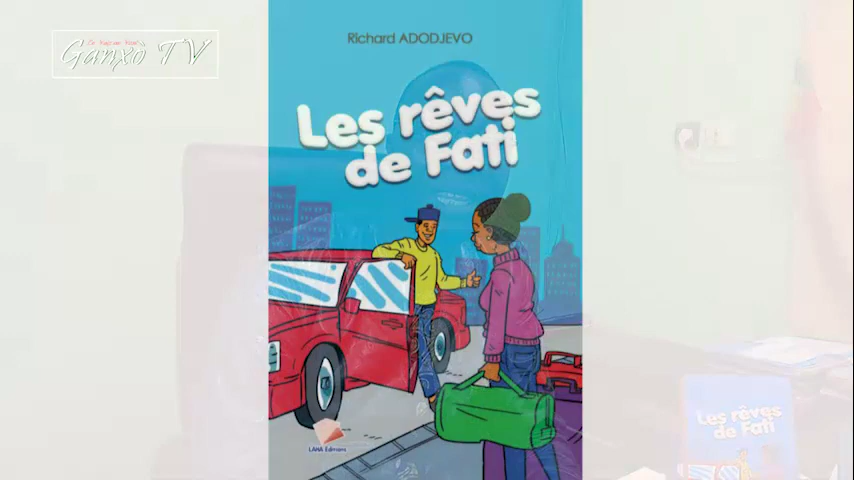 Ganxò TV
Richard ADODJEVO
Les rêves
de Fati
LAHA Editions
Les rêves
de Fati